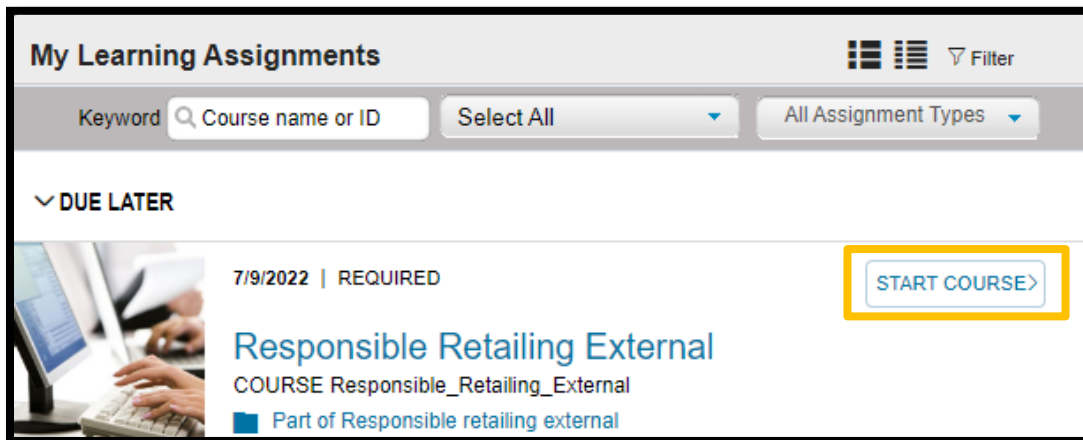 My Learning Assignments
Filter
Keyword Course name or ID Select All All Assignment Types
DUE LATER
7/9/2022 | REQUIRED
START COURSE
Responsible Retailing External
COURSE Responsible_Retailing_External
Part of Responsible retailing external